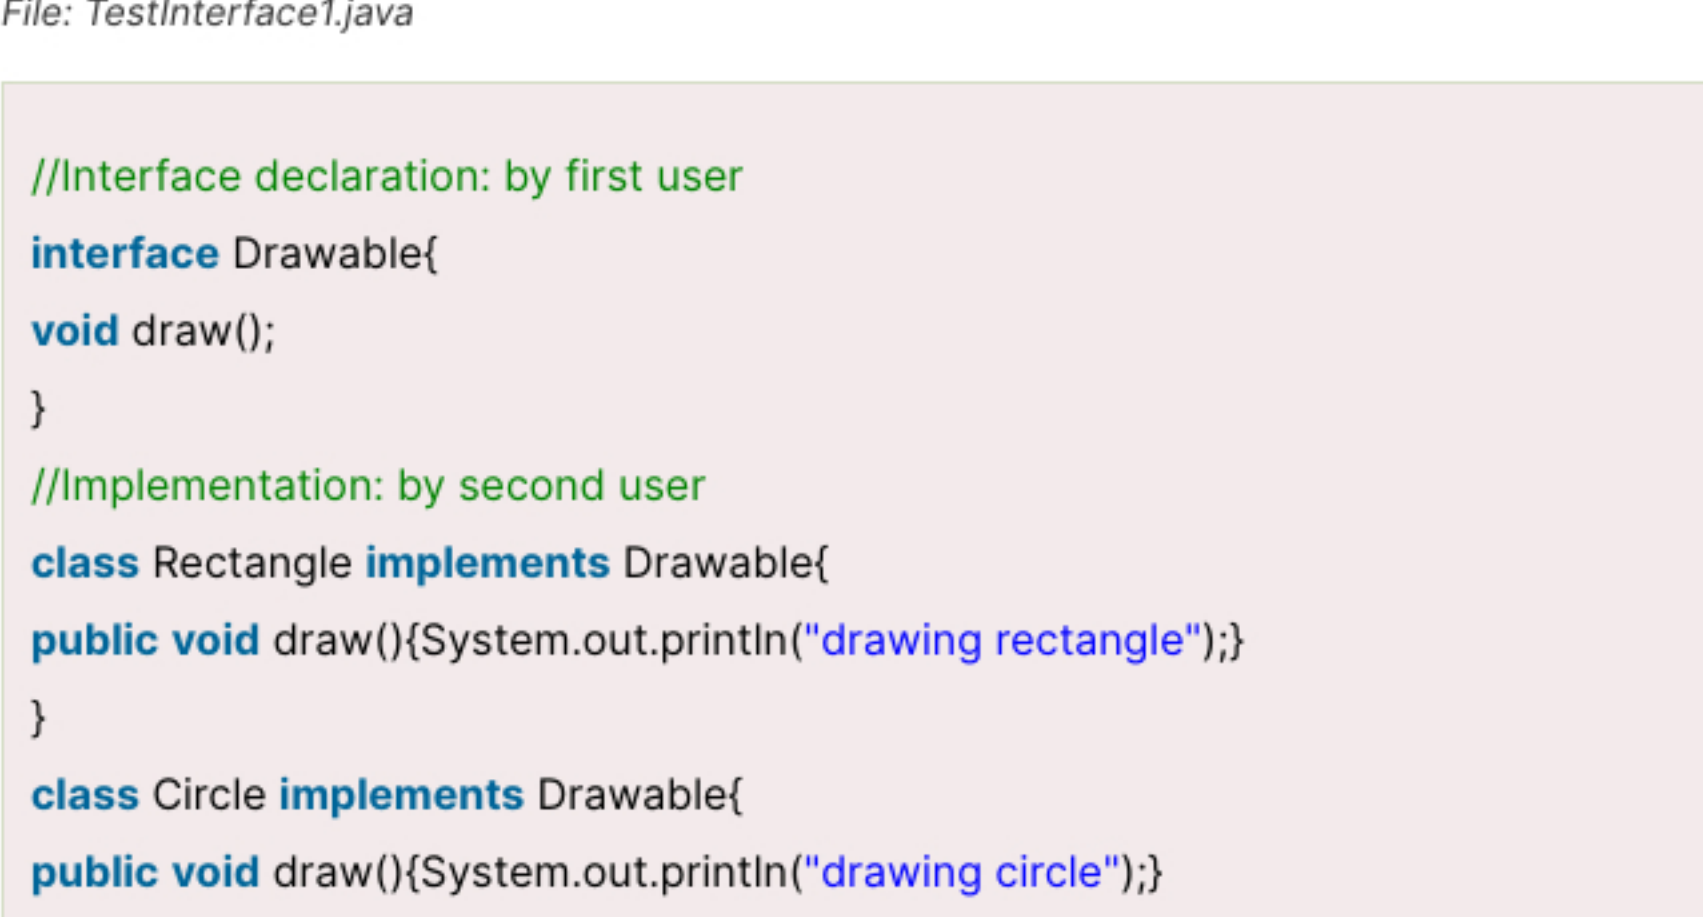 File: TestInterface1.java
//Interface declaration: by first user
interface Drawable{
void draw();
}
//Implementation: by second user
class Rectangle implements Drawable{
public void draw(){System.out.println("drawing rectangle");}
}
class Circle implements Drawable{
public void draw(){System.out.println("drawing circle");}